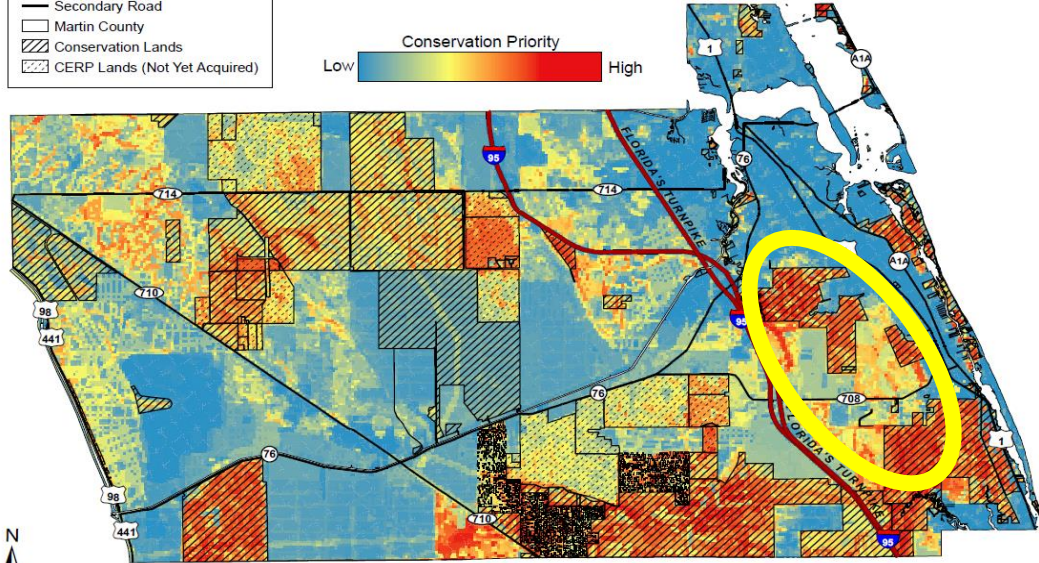 Secondary Road
Martin County
Conservation Lands
CERP Lands (Not Yet Acquired)
Conservation Priority
Low
High
1
A1A
95
FLORIDA'S TURNPIKE
76
714
714
A1A
710
98
441
95
76
708
FLORIDA'S TURNPIKE
1
76
98
441
710
95
N